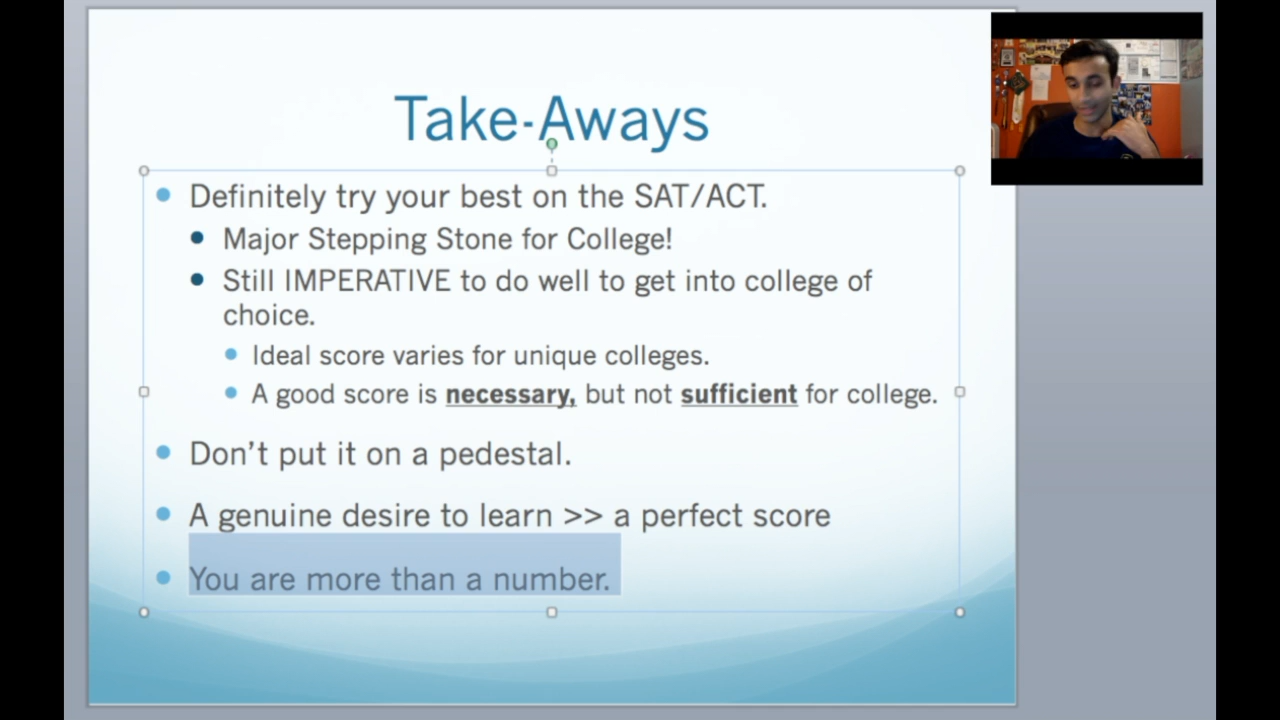 Take-Aways
Definitely try your best on the SAT/ACT.
Major Stepping Stone for College!
Still IMPERATIVE to do well to get into college of
choice.
Ideal score varies for unique colleges.
A good score is necessary, but not sufficient for college.
Don't put it on a pedestal.
A genuine desire to learn >> a perfect score
You are more than a number.